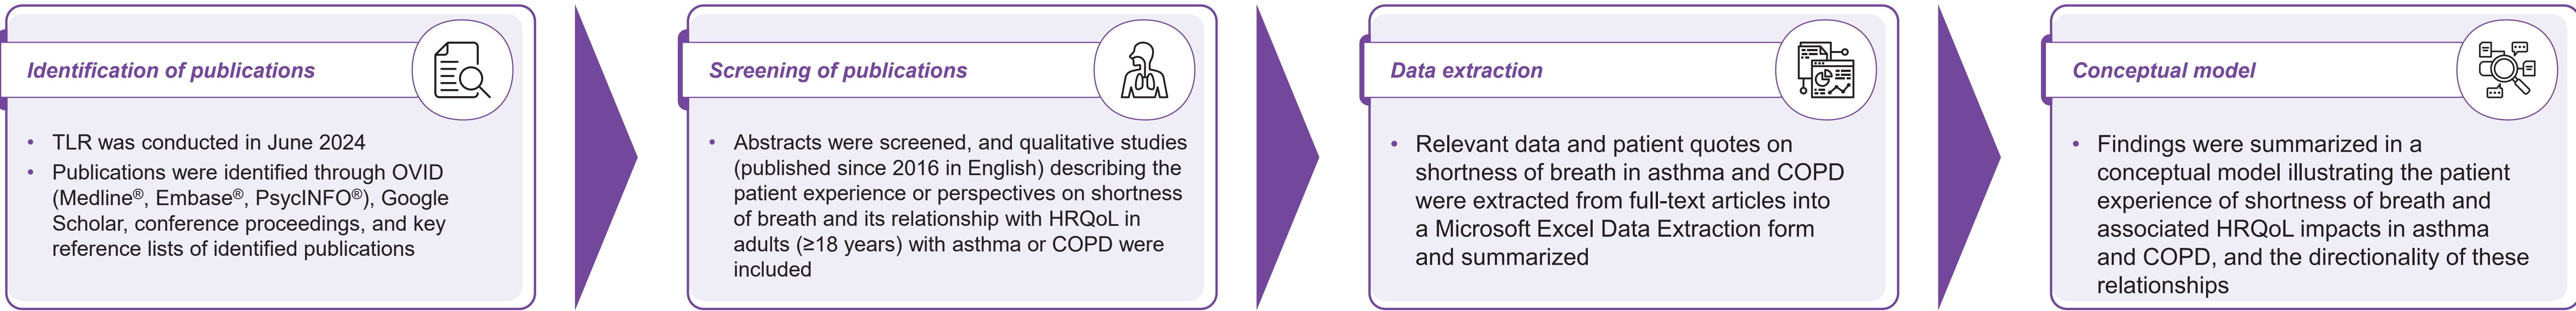 Identification of publications
• TLR was conducted in June 2024
• Publications were identified through OVID
(Medline®, Embase®, PsycINFO®), Google
Scholar, conference proceedings, and key
reference lists of identified publications
Screening of publications
• Abstracts were screened, and qualitative studies
(published since 2016 in English) describing the
patient experience or perspectives on shortness
of breath and its relationship with HRQoL in
adults (≥18 years) with asthma or COPD were
included
Data extraction
• Relevant data and patient quotes on
shortness of breath in asthma and COPD
were extracted from full-text articles into
a Microsoft Excel Data Extraction form
and summarized
Conceptual model
• Findings were summarized in a
conceptual model illustrating the patient
experience of shortness of breath and
associated HRQoL impacts in asthma
and COPD, and the directionality of these
relationships